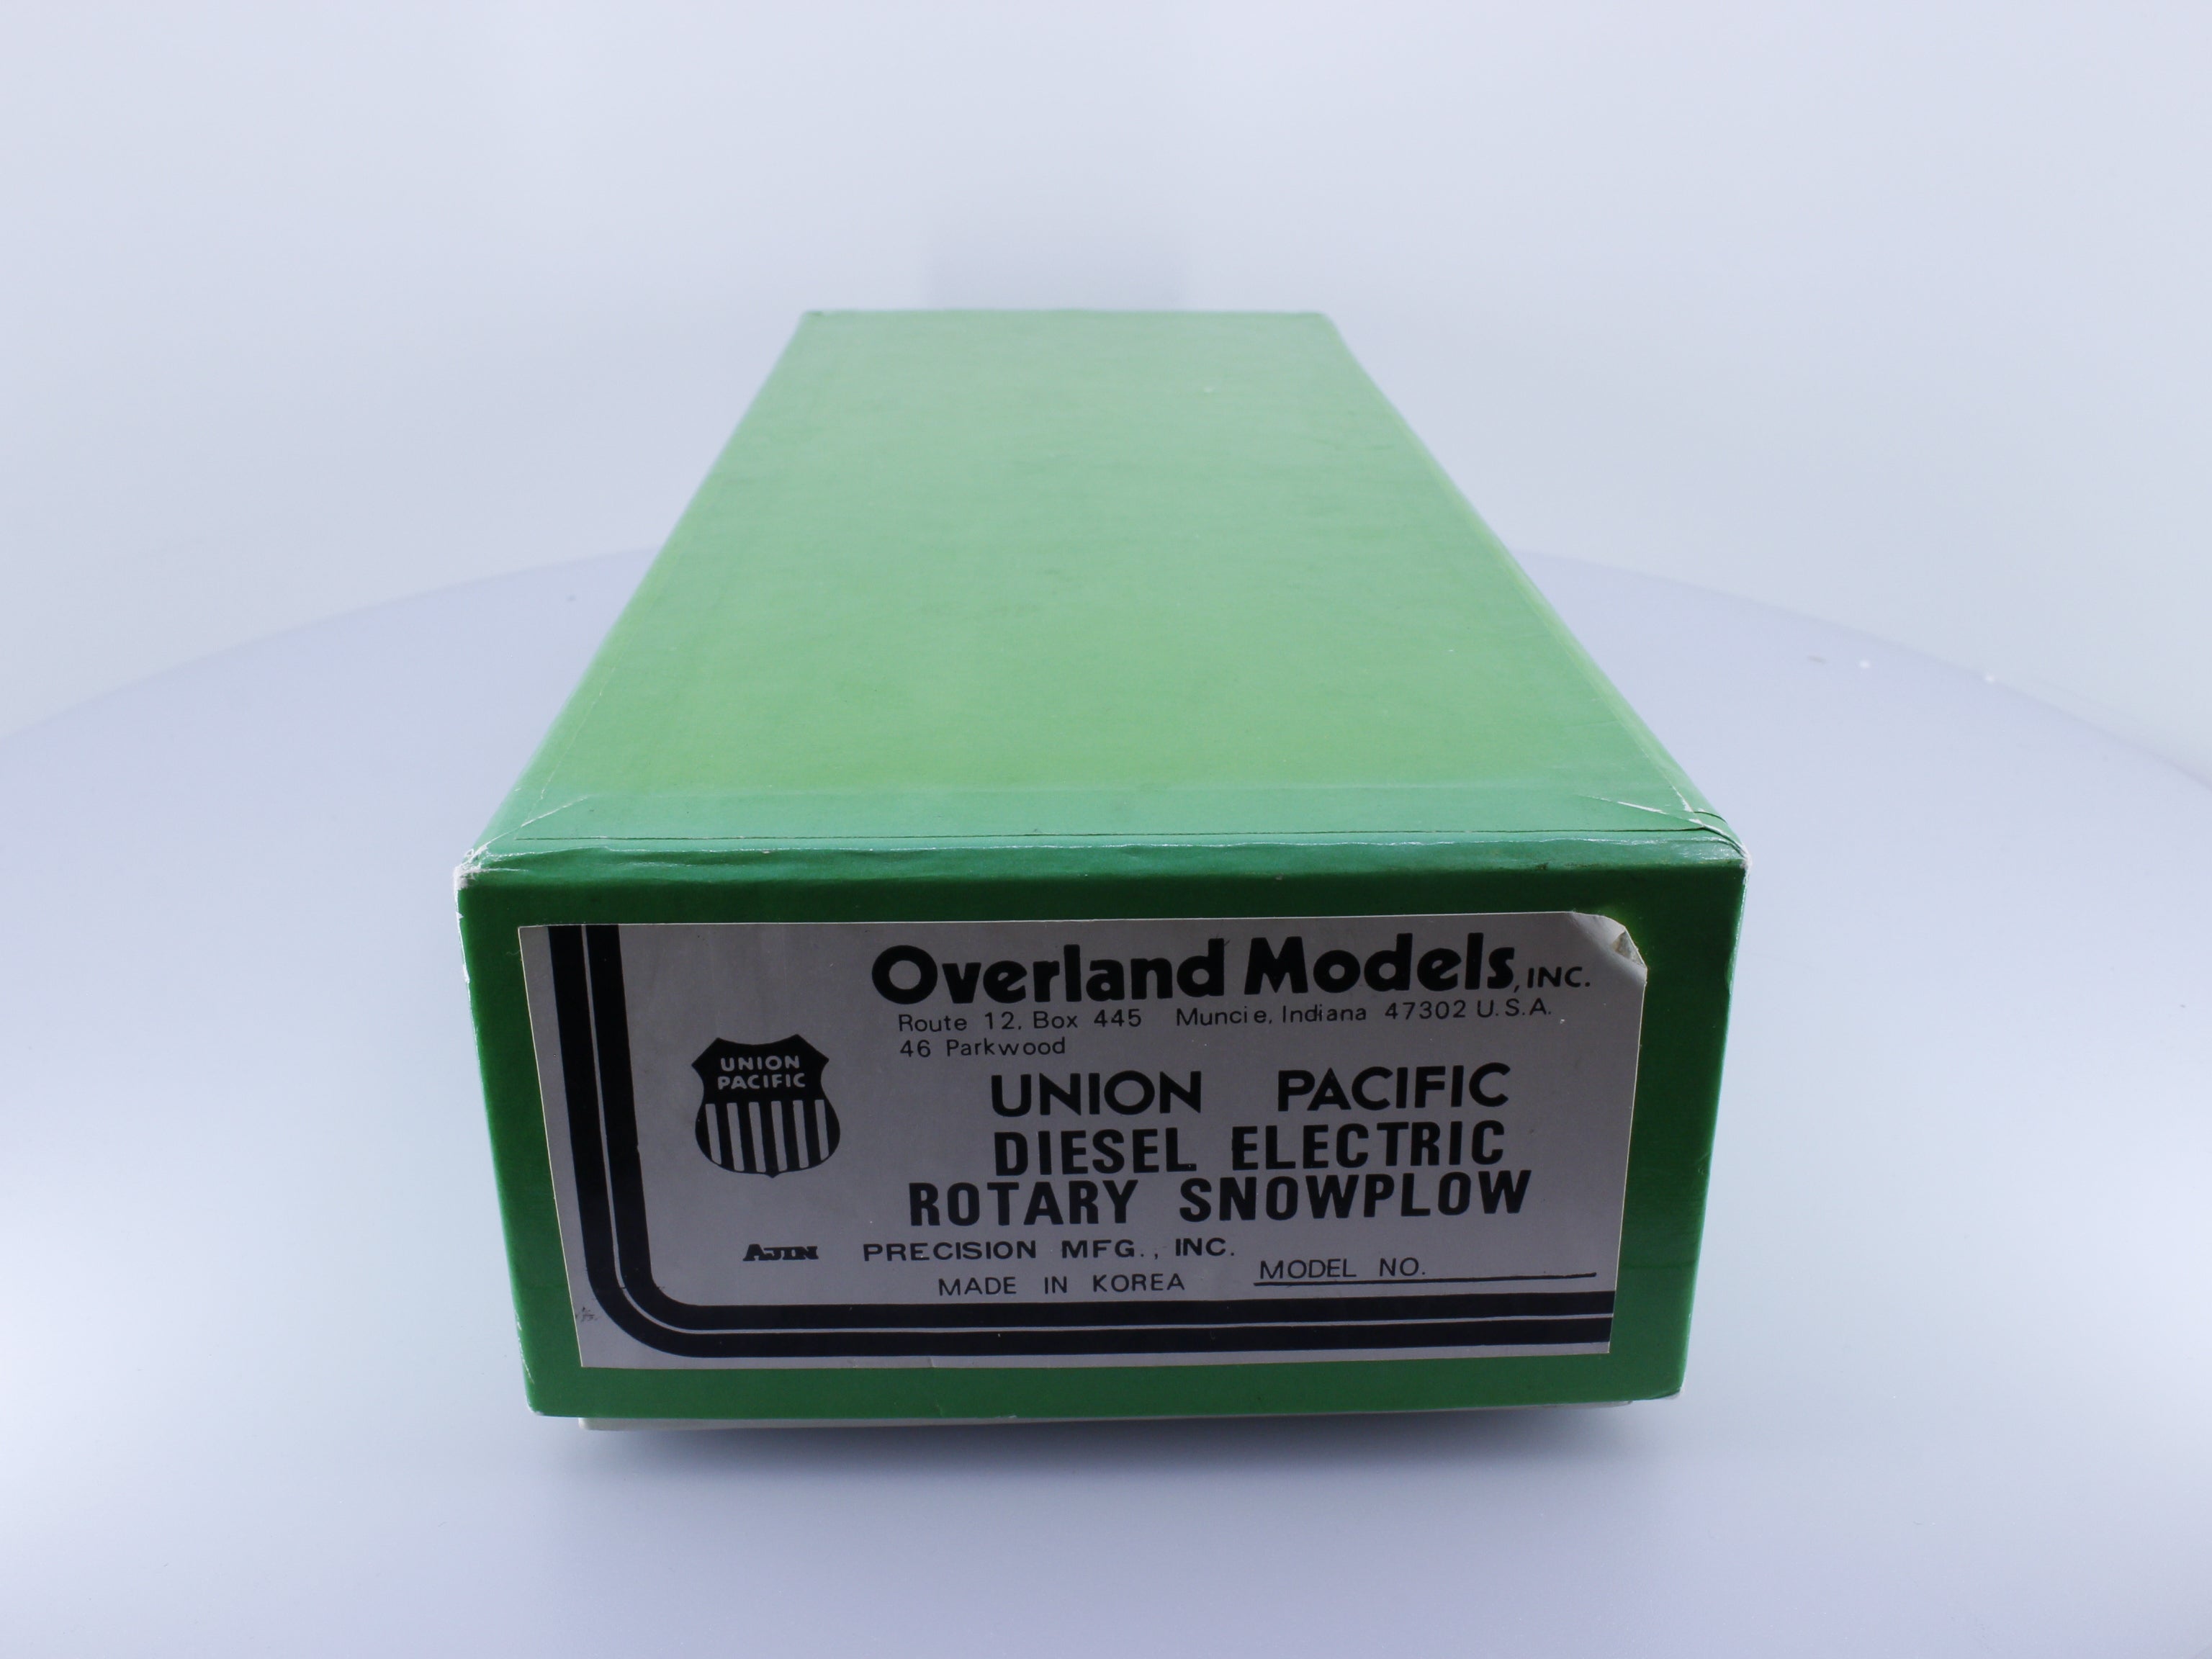 Overland Models, INC.
Route 12, Box 445 Muncie, Indiana 47302 U.S.A.
46 Parkwood
UNION
PACIFIC
UNION PACIFIC
DIESEL ELECTRIC
ROTARY SNOWPLOW
AJIN PRECISION MFG., INC.
MADE IN KOREA
MODEL NO.